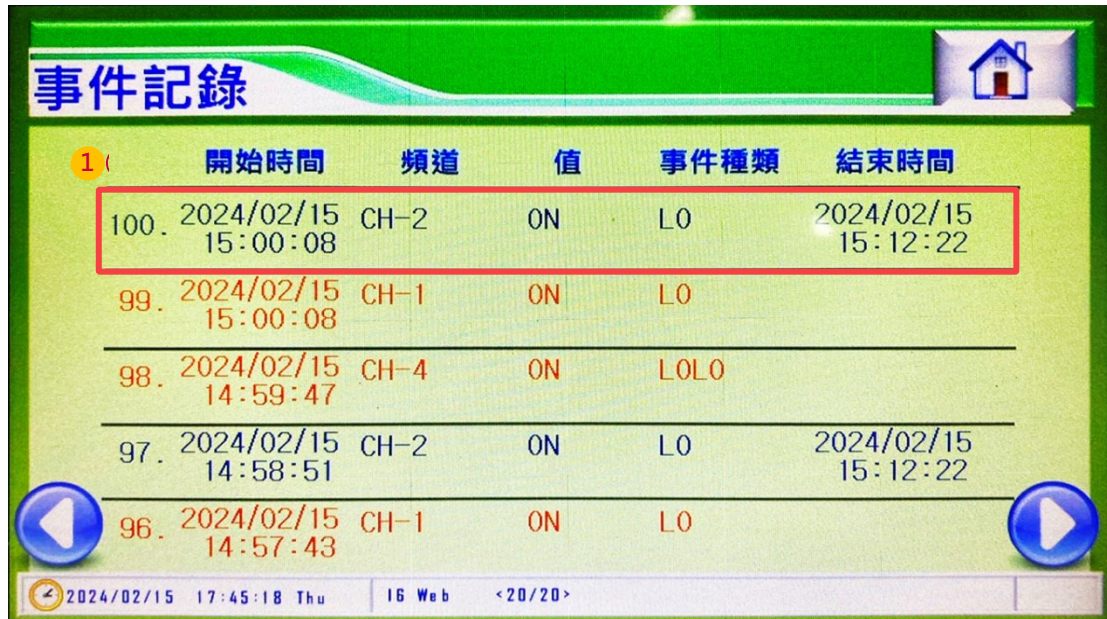 事件記錄
1
開始時間 頻道 值 事件種類 結束時間
100. 2024/02/15 CH-2 ON LO 2024/02/15
15:00:08 15:12:22
99. 2024/02/15 CH-1 ON LO
15:00:08
98. 2024/02/15 CH-4 ON LOLO
14:59:47
97. 2024/02/15 CH-2 ON LO 2024/02/15
14:58:51 15:12:22
96. 2024/02/15 CH-1 ON LO
14:57:43
2024/02/15 17:45:18 Thu 16 Web <20/20>